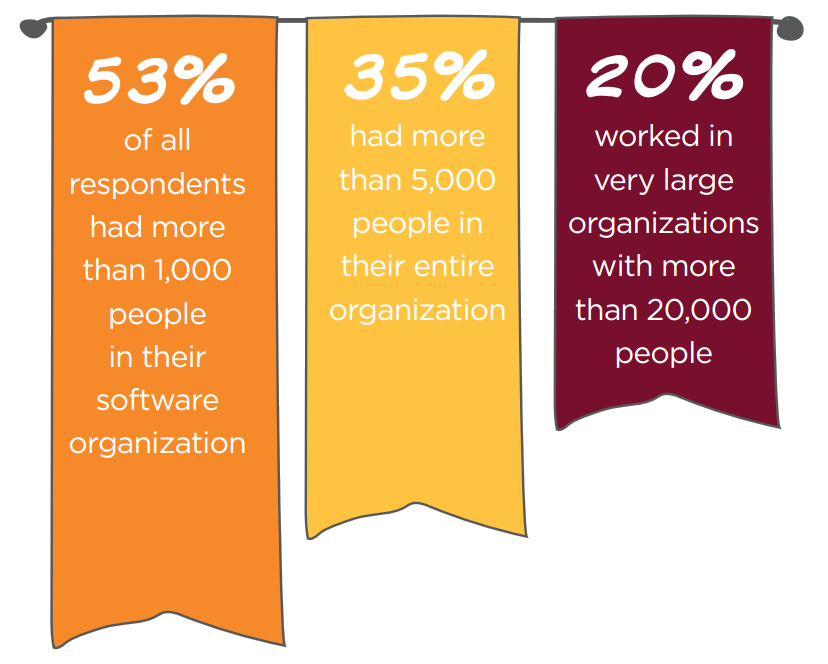 53%
of all
respondents
had more
than 1,000
people
in their
software
organization
35%
had more
than 5,000
people in
their entire
organization
20%
worked in
very large
organizations
with more
than 20,000
people